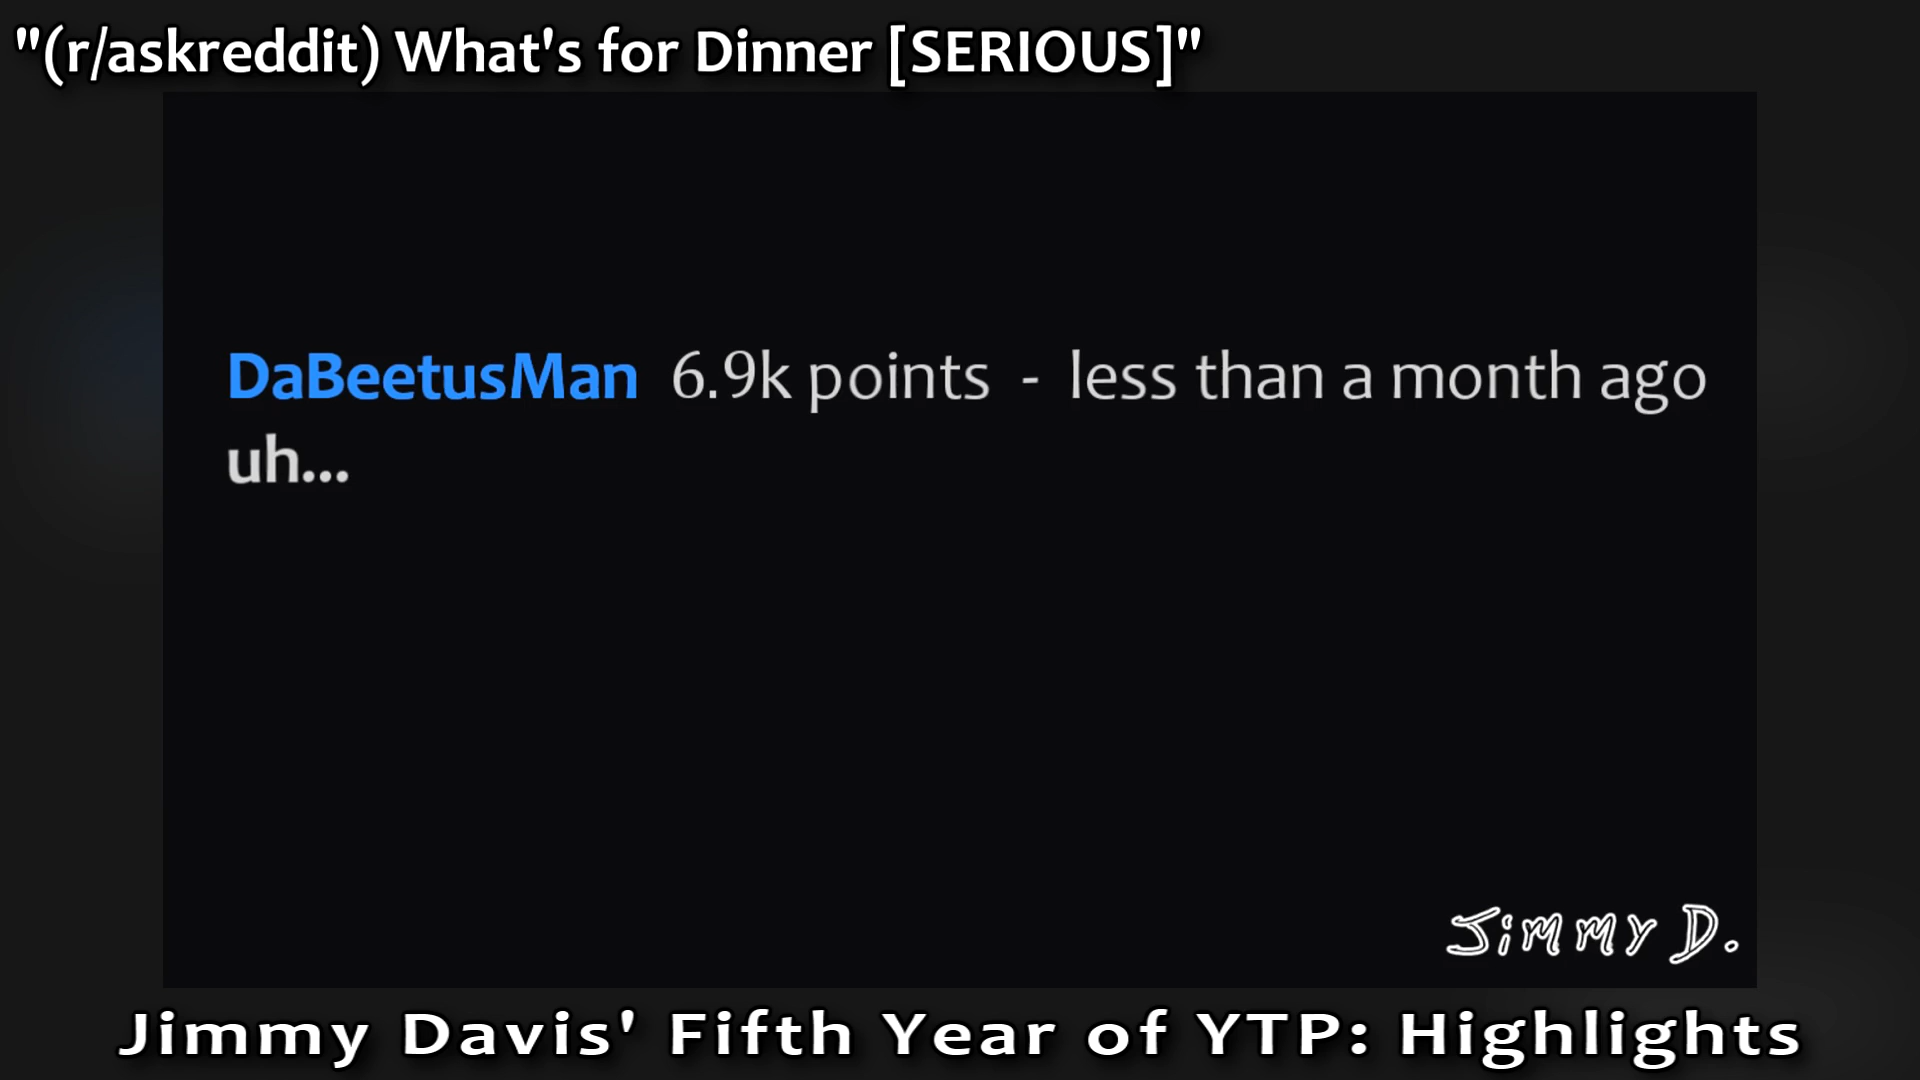 "(r/askreddit) What's for Dinner [SERIOUS]"
DaBeetusMan 6.9k points - less than a month ago
uh...
Jimmy D.
Jimmy Davis' Fifth Year of YTP: Highlights